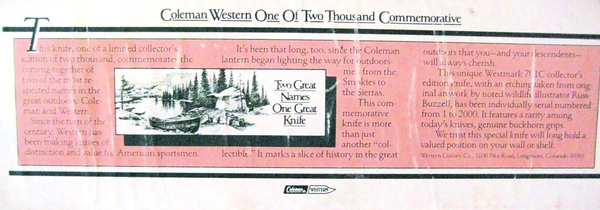 Coleman Western One Of Two Thousand Commemorative
This knife, one of a limited collector's
edition of two thousand, commemorates the
coming together of
two of the most re-
spected names in the
great outdoors: Cole-
man and Western.
Since the turn of the
century, Western has
been making knives of
distinction and value for American sportsmen.
It's been that long, too, since the Coleman
lantern began lighting the way for outdoors-
men from the
Smokies to
the Sierras.
This com-
memorative
knife is more
than just
another "col-
lectible." It marks a slice of history in the great
Two Great
Names
One Great
Knife
outdoors that you—and your descendents—
will always cherish.
This unique Westmark 701C collector's
edition knife, with an etching taken from orig-
inal artwork by noted wildlife illustrator Russ
Buzzell, has been individually serial numbered
from 1 to 2000. It features a rarity among
today's knives, genuine buckhorn grips.
We trust this special knife will long hold a
valued position on your wall or shelf.
Western Cutlery Co., Nor Road, Longmont, Colorado
Coleman WESTERN